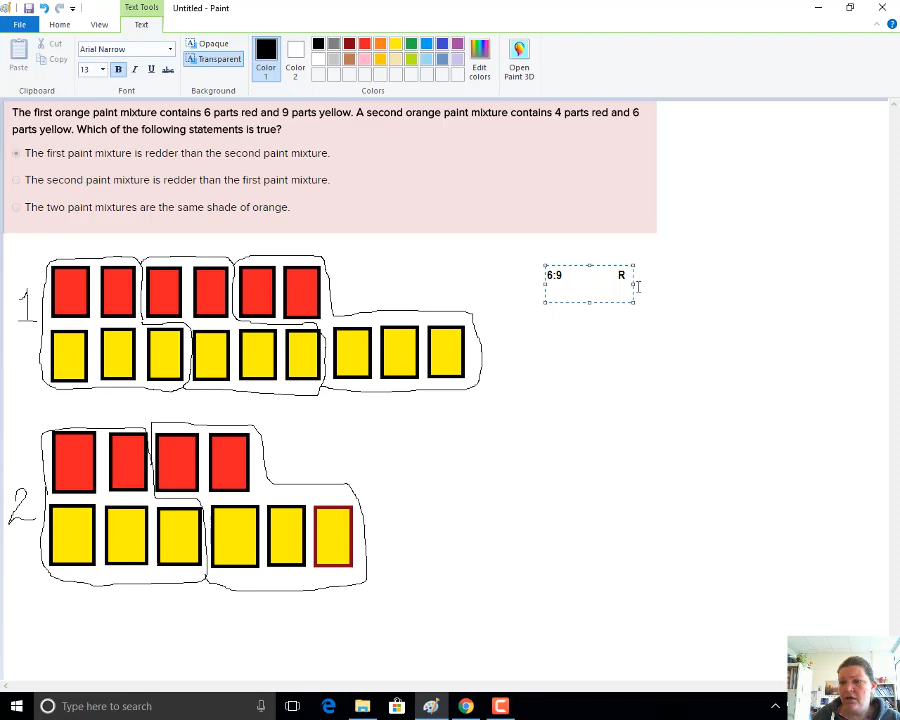 Untitled - Paint
Text Tools
File
Home
View
Text
Paste
Cut
Copy
Clipboard
Arial Narrow
13
B
I
U
abc
Font
Opaque
Transparent
Background
Color
1
Color
2
Colors
Edit
colors
Open
Paint 3D
The first orange paint mixture contains 6 parts red and 9 parts yellow. A second orange paint mixture contains 4 parts red and 6
parts yellow. Which of the following statements is true?
The first paint mixture is redder than the second paint mixture.
The second paint mixture is redder than the first paint mixture.
The two paint mixtures are the same shade of orange.
1
6:9 R
2
Type here to search